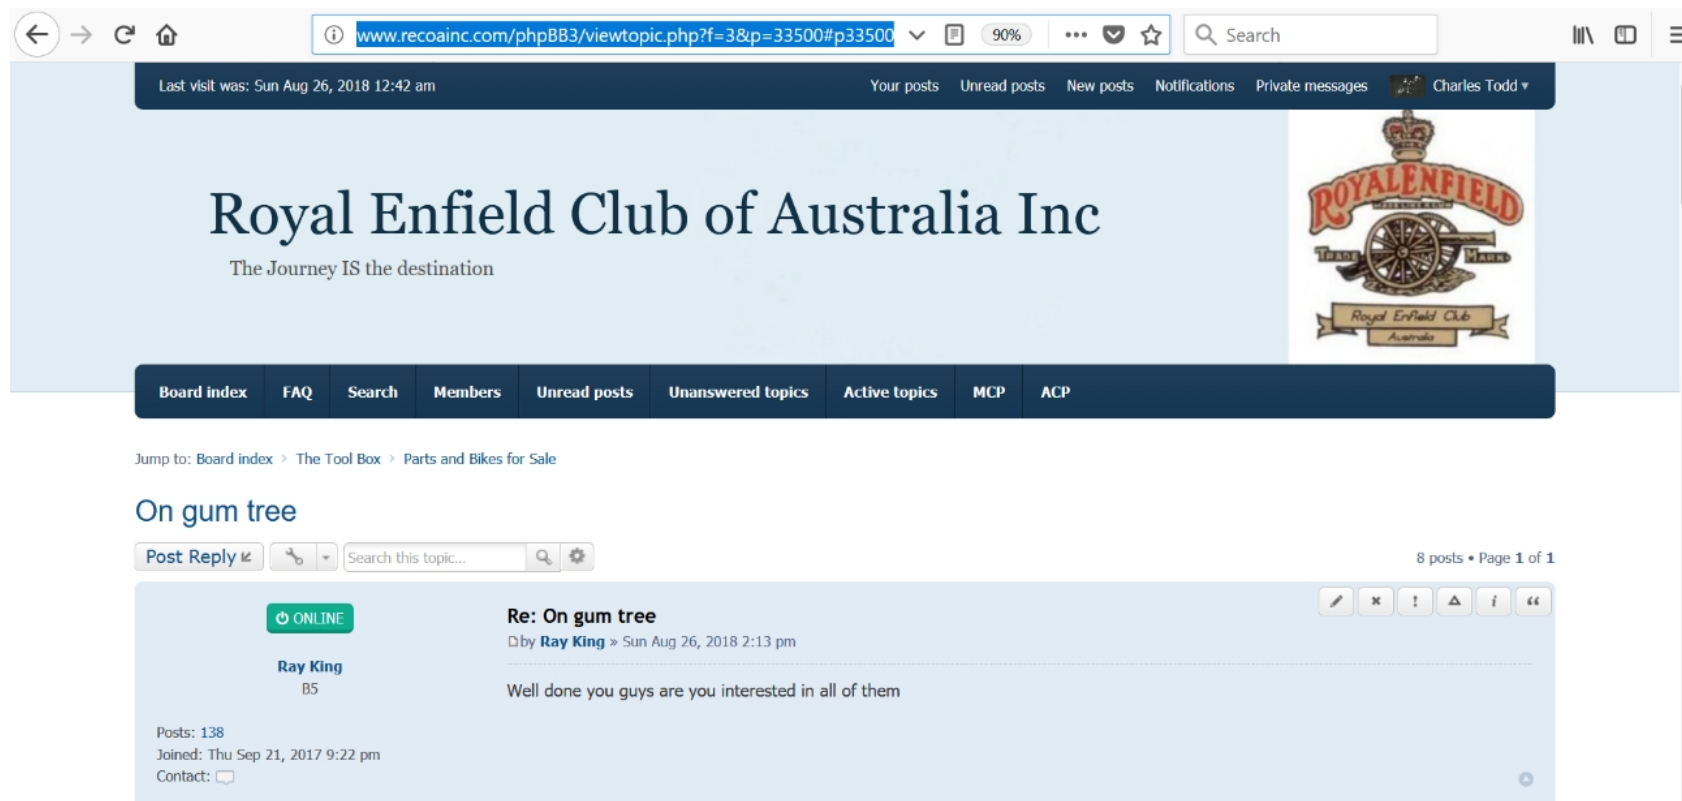 www.recoainc.com/phpBB3/viewtopic.php?f=3&p=33500#p33500 90% Search
Last visit was: Sun Aug 26, 2018 12:42 am Your posts Unread posts New posts Notifications Private messages Charles Todd
ROYAL ENFIELD
TRADE MARK
Royal Enfield Club
Australia
Royal Enfield Club of Australia Inc
The Journey IS the destination
Board index FAQ Search Members Unread posts Unanswered topics Active topics MCP ACP
Jump to: Board index > The Tool Box > Parts and Bikes for Sale
On gum tree
Post Reply Search this topic... 8 posts • Page 1 of 1
ONLINE
Ray King
B5
Posts: 138
Joined: Thu Sep 21, 2017 9:22 pm
Contact:
Re: On gum tree
by Ray King » Sun Aug 26, 2018 2:13 pm
Well done you guys are you interested in all of them